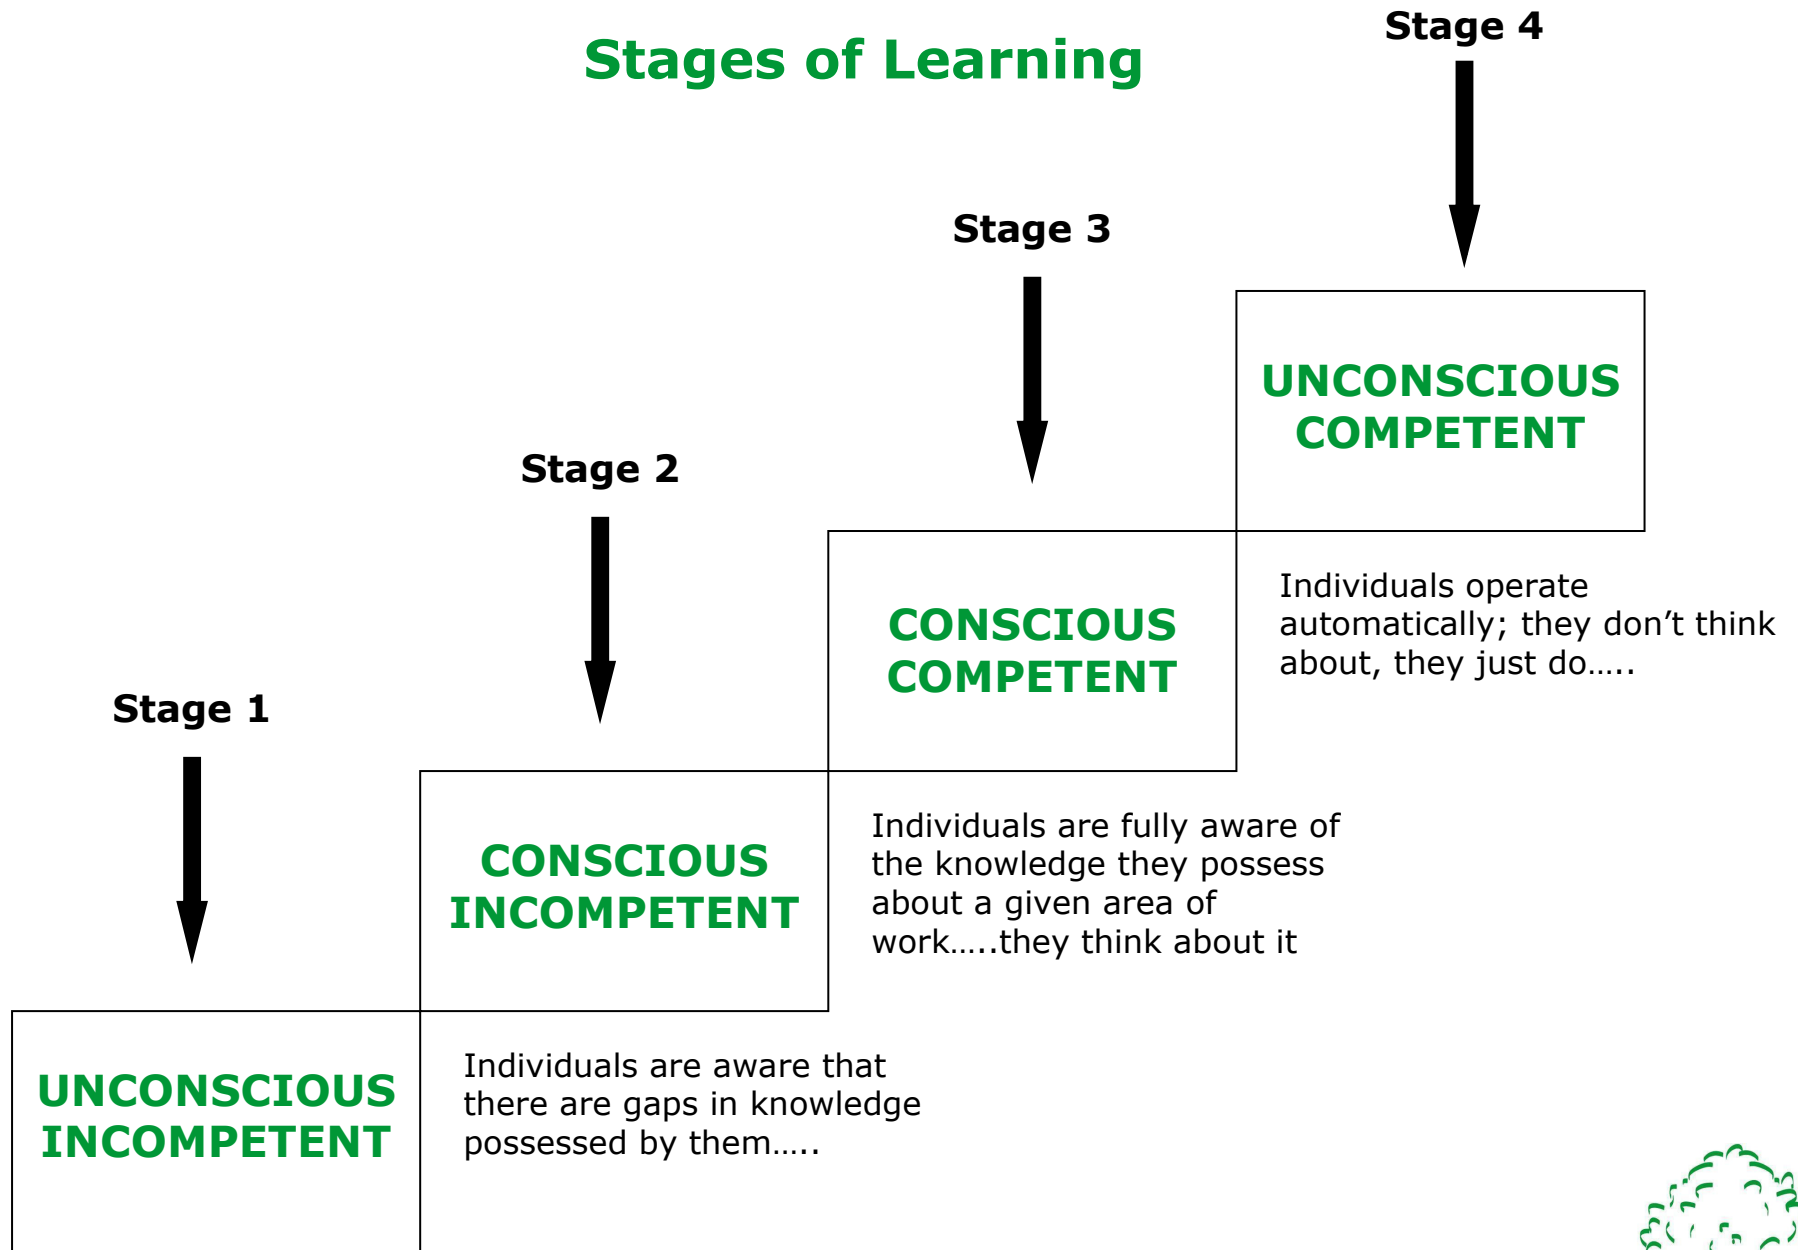 Stages of Learning
Stage 1
UNCONSCIOUS
INCOMPETENT
Stage 2
CONSCIOUS
INCOMPETENT
Individuals are aware that
there are gaps in knowledge
possessed by them…..
Stage 3
CONSCIOUS
COMPETENT
Individuals are fully aware of
the knowledge they possess
about a given area of
work…..they think about it
Stage 4
UNCONSCIOUS
COMPETENT
Individuals operate
automatically; they don’t think
about, they just do…..